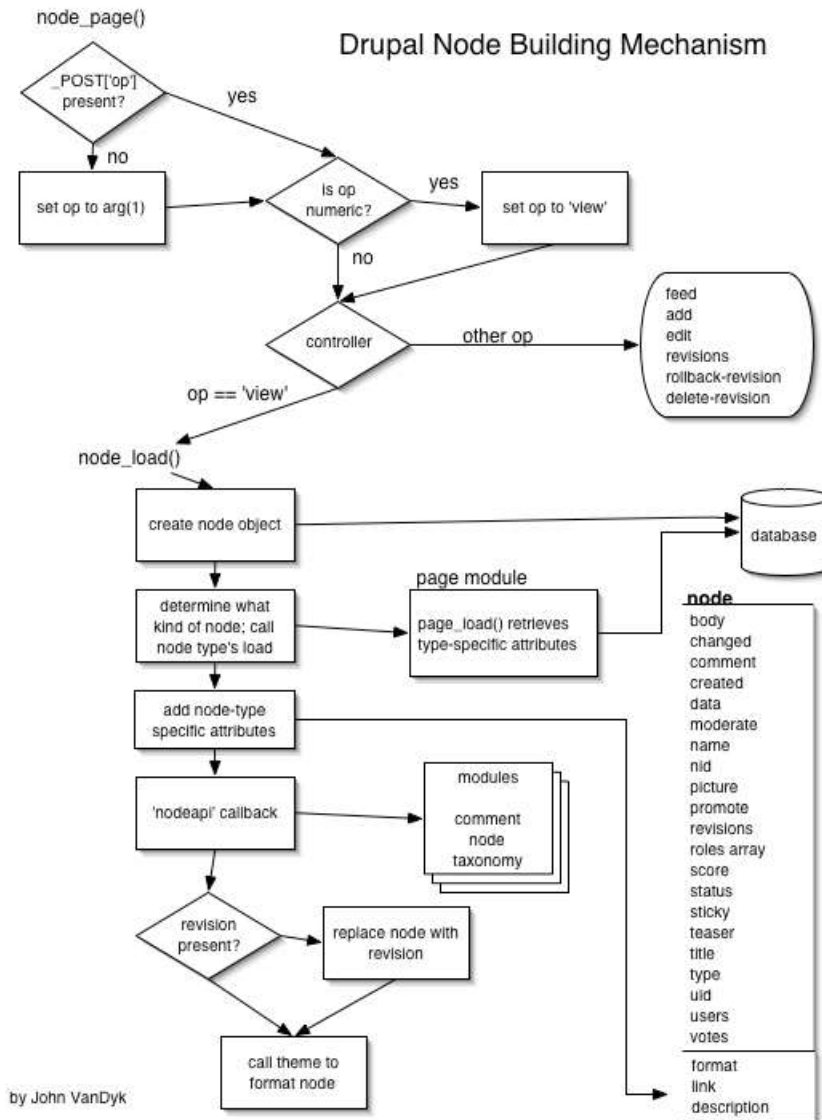 node_page()
Drupal Node Building Mechanism
_POST['op']
present?
yes
no
set op to arg(1)
is op
numeric?
yes
set op to 'view'
no
controller
other op
feed
add
edit
revisions
rollback-revision
delete-revision
op == 'view'
node_load()
create node object
database
determine what
kind of node; call
node type's load
page module
page_load() retrieves
type-specific attributes
add node-type
specific attributes
'nodeapi' callback
modules
comment
node
taxonomy
revision
present?
replace node with
revision
call theme to
format node
node
body
changed
comment
created
data
moderate
name
nid
picture
promote
revisions
roles array
score
status
sticky
teaser
title
type
uid
users
votes
format
link
description
by John VanDyk